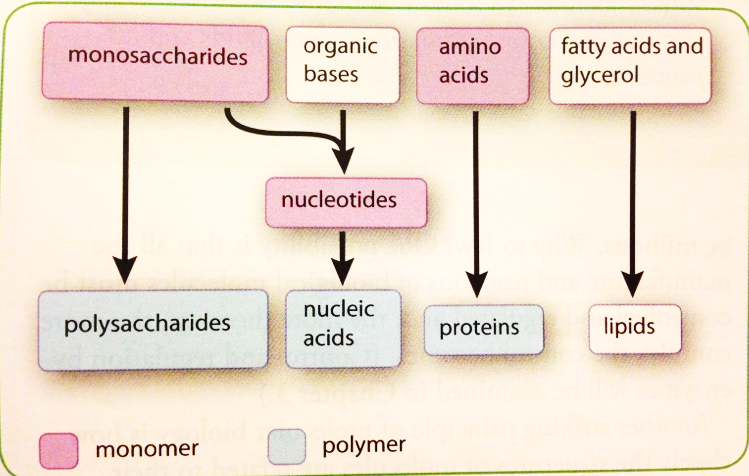 monosaccharides
organic
bases
amino
acids
fatty acids and
glycerol
nucleotides
polysaccharides
nucleic
acids
proteins
lipids
monomer
polymer